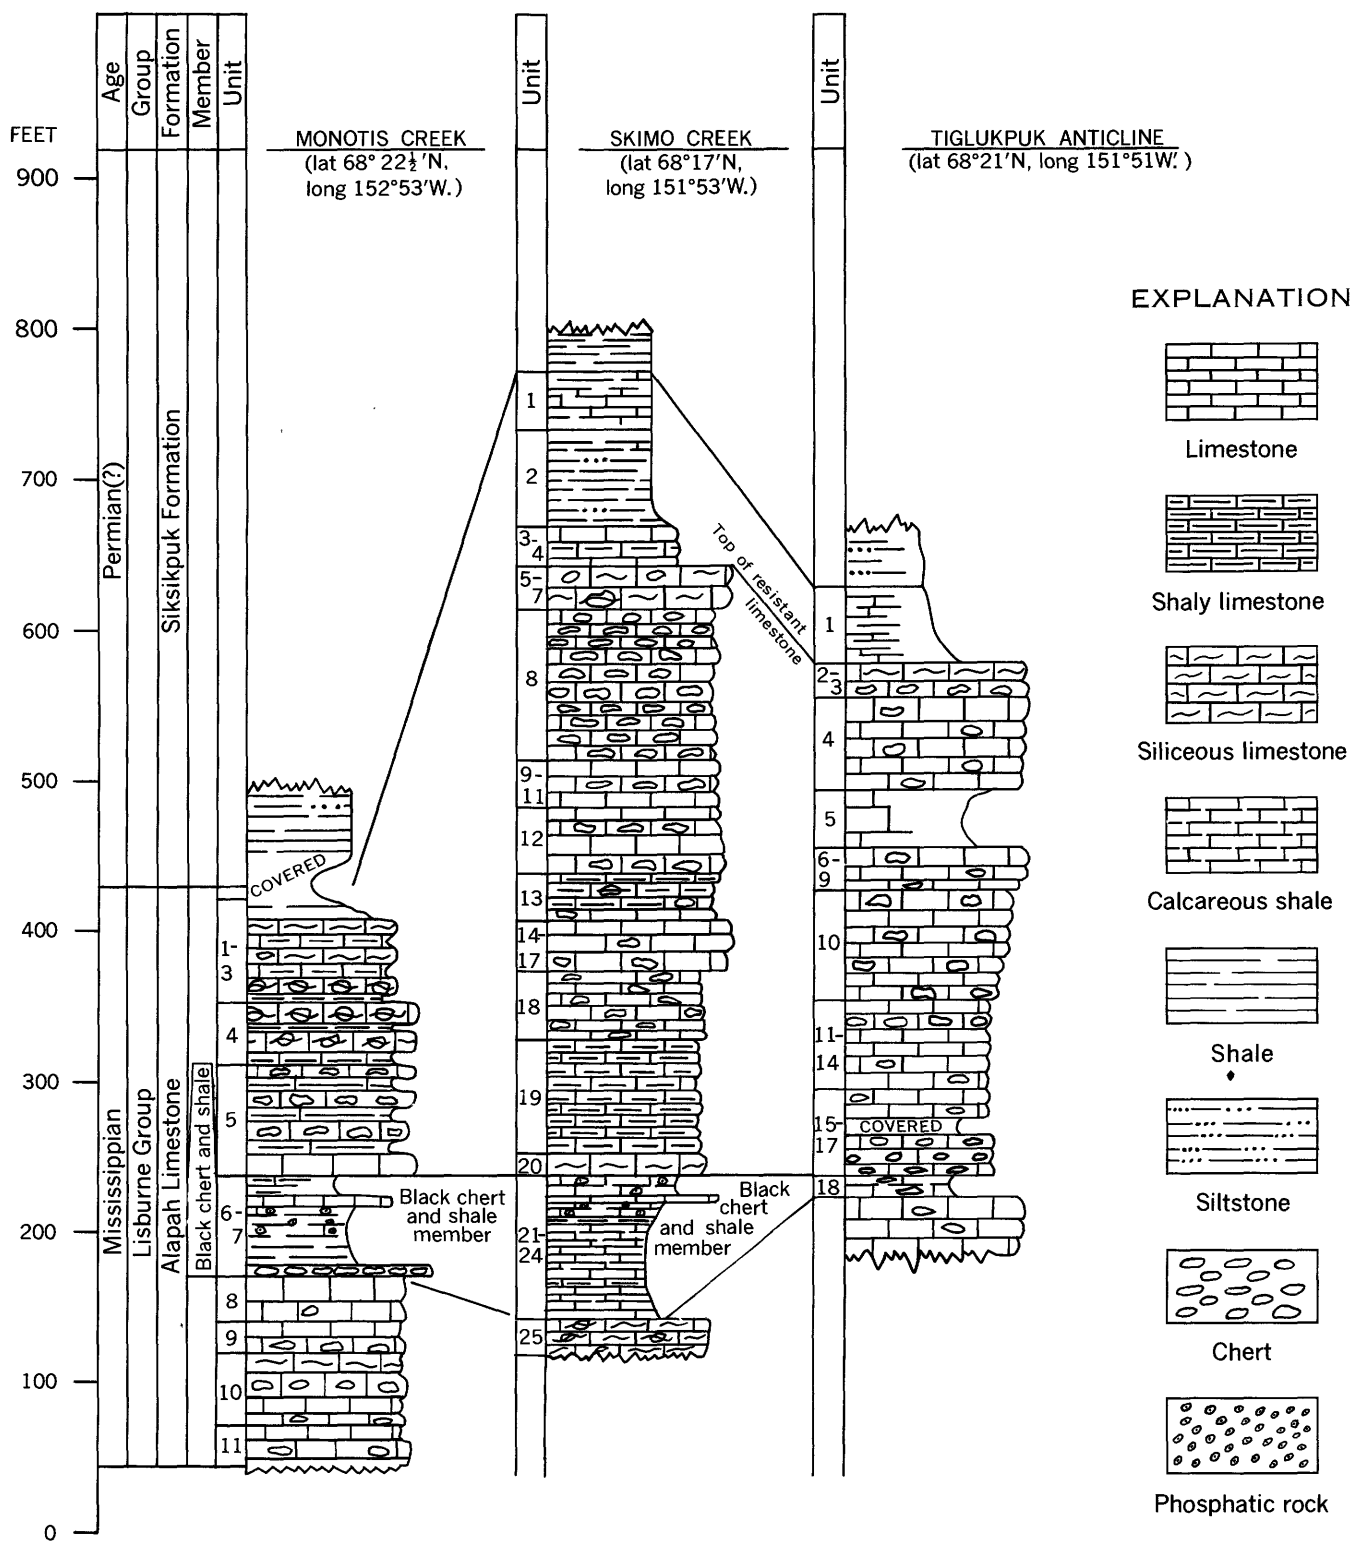 Age
Group
Formation
Member
Unit
Unit
Unit
FEET
MONOTIS CREEK
(lat 68° 22½'N,
long 152°53'W.)
SKIMO CREEK
(lat 68°17'N,
long 151°53'W.)
TIGLUKPUK ANTICLINE
(lat 68°21'N, long 151°51W.')
900
800
700
600
500
400
300
200
100
0
Permian(?)
Siksikpuk Formation
Mississippian
Lisburne Group
Alapah Limestone
Black chert and shale
COVERED
1-
3
4
5
6-
7
8
9
10
11
Black chert
and shale
member
1
2
3-
4
5-
7
8
9-
11
12
13
14-
17
18
19
20
21-
24
25
Top of resistant
limestone
Black
chert
and shale
member
1
2-
3
4
5
6-
9
10
11-
14
15-
17
COVERED
18
EXPLANATION
Limestone
Shaly limestone
Siliceous limestone
Calcareous shale
Shale
Siltstone
Chert
Phosphatic rock